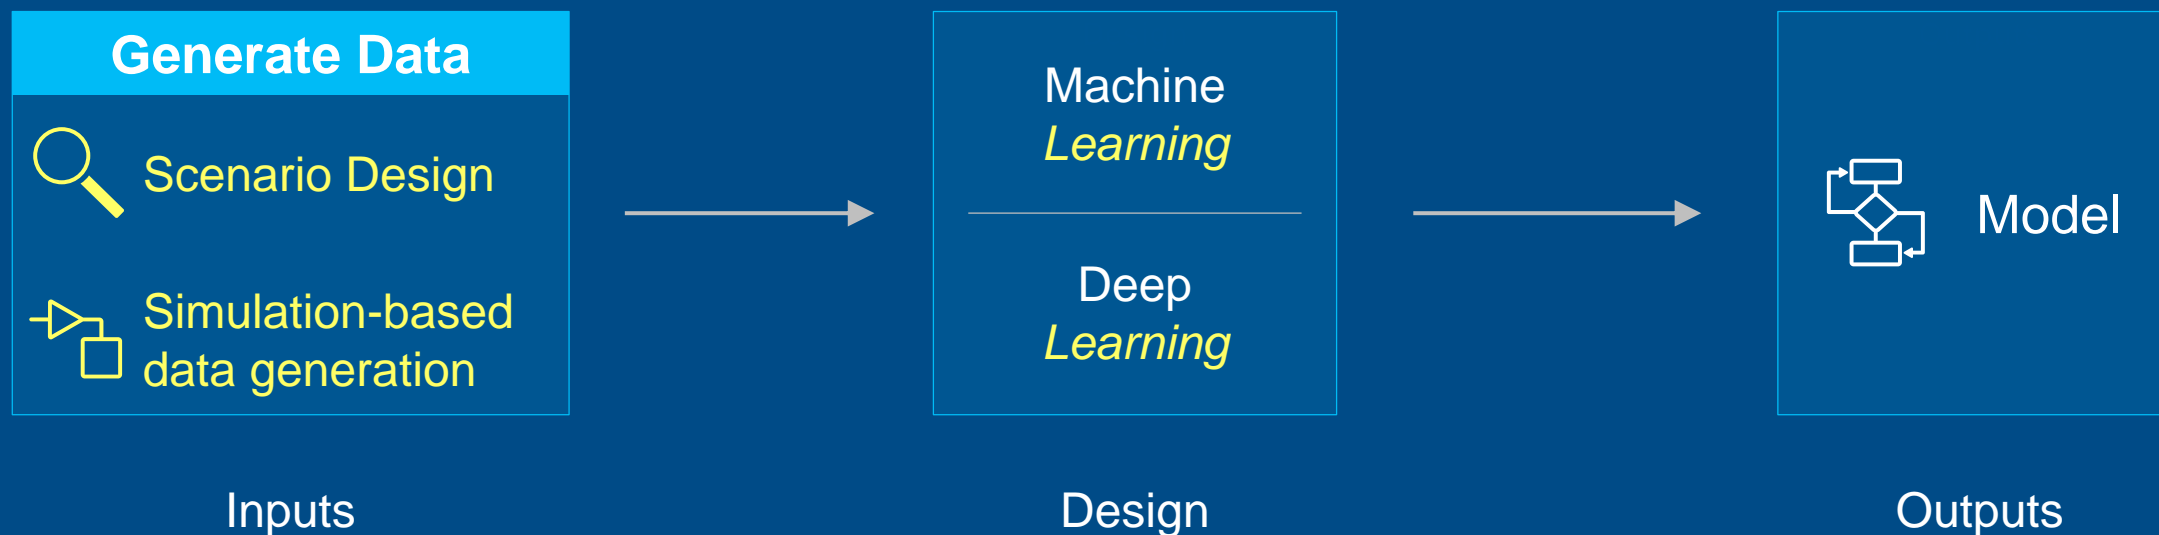 Generate Data
Scenario Design
Simulation-based
data generation
Inputs
Machine
Learning
Deep
Learning
Design
Model
Outputs